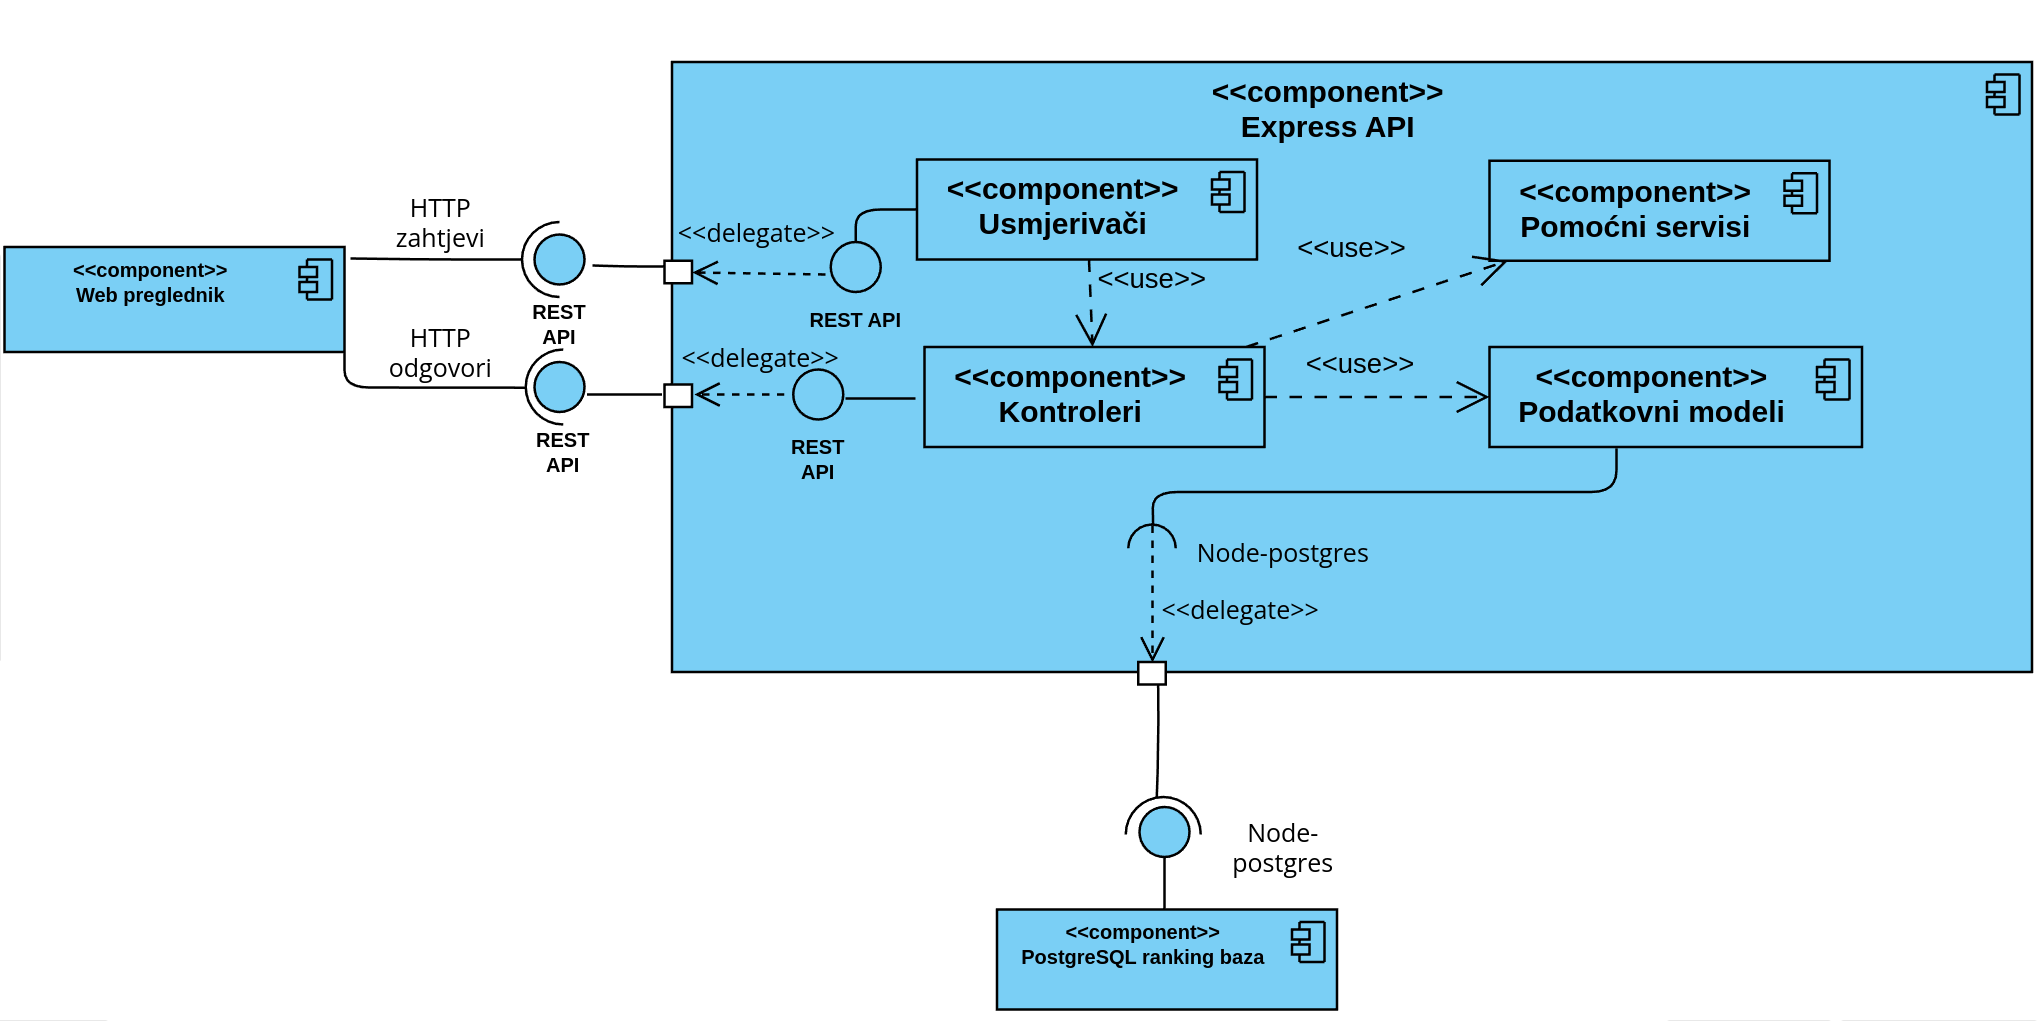 <<component>>
Express API
<<component>>
Usmjerivači
<<component>>
Pomoćni servisi
HTTP
zahtjevi
<<delegate>>
<<use>>
<<use>>
<<component>>
Web preglednik
REST
API
REST API
HTTP
odgovori
<<delegate>>
<<component>>
Kontroleri
<<use>>
<<component>>
Podatkovni modeli
REST
API
REST
API
Node-postgres
<<delegate>>
Node-
postgres
<<component>>
PostgreSQL ranking baza